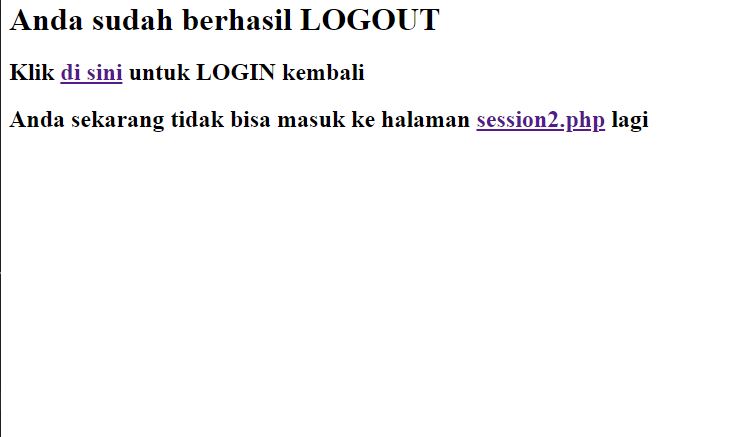 Anda sudah berhasil LOGOUT
Klik di sini untuk LOGIN kembali
Anda sekarang tidak bisa masuk ke halaman session2.php lagi